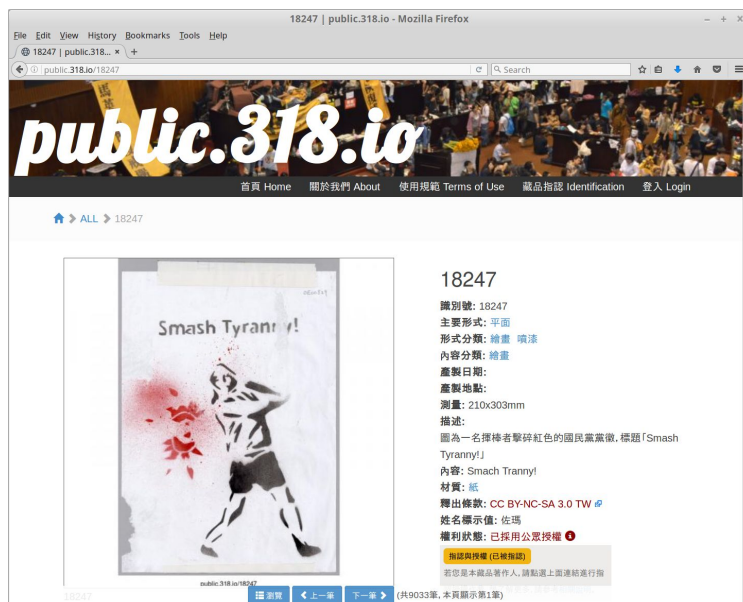 18247 | public.318.io - Mozilla Firefox
File Edit View History Bookmarks Tools Help
18247 | public.318...
public.318.io/18247
Search
public.318.io
首頁 Home 關於我們 About 使用規範 Terms of Use 藏品指認 Identification 登入 Login
ALL 18247
Smash Tyranny!
public.318.io/18247
18247
識別號: 18247
主要形式: 平面
形式分類: 繪畫 噴漆
內容分類: 繪畫
產製日期:
產製地點:
測量: 210x303mm
描述:
圖為一名揮棒者擊碎紅色的國民黨黨徽, 標題「Smash
Tyranny!」
內容: Smach Tranny!
材質: 紙
釋出條款: CC BY-NC-SA 3.0 TW
姓名標示值: 佐瑪
權利狀態: 已採用公眾授權
指認與授權 (已被指認)
若您是本藏品著作人, 請點選上面連結進行指
18247
瀏覽 上一筆 下一筆 (共9033筆, 本頁顯示第1筆)